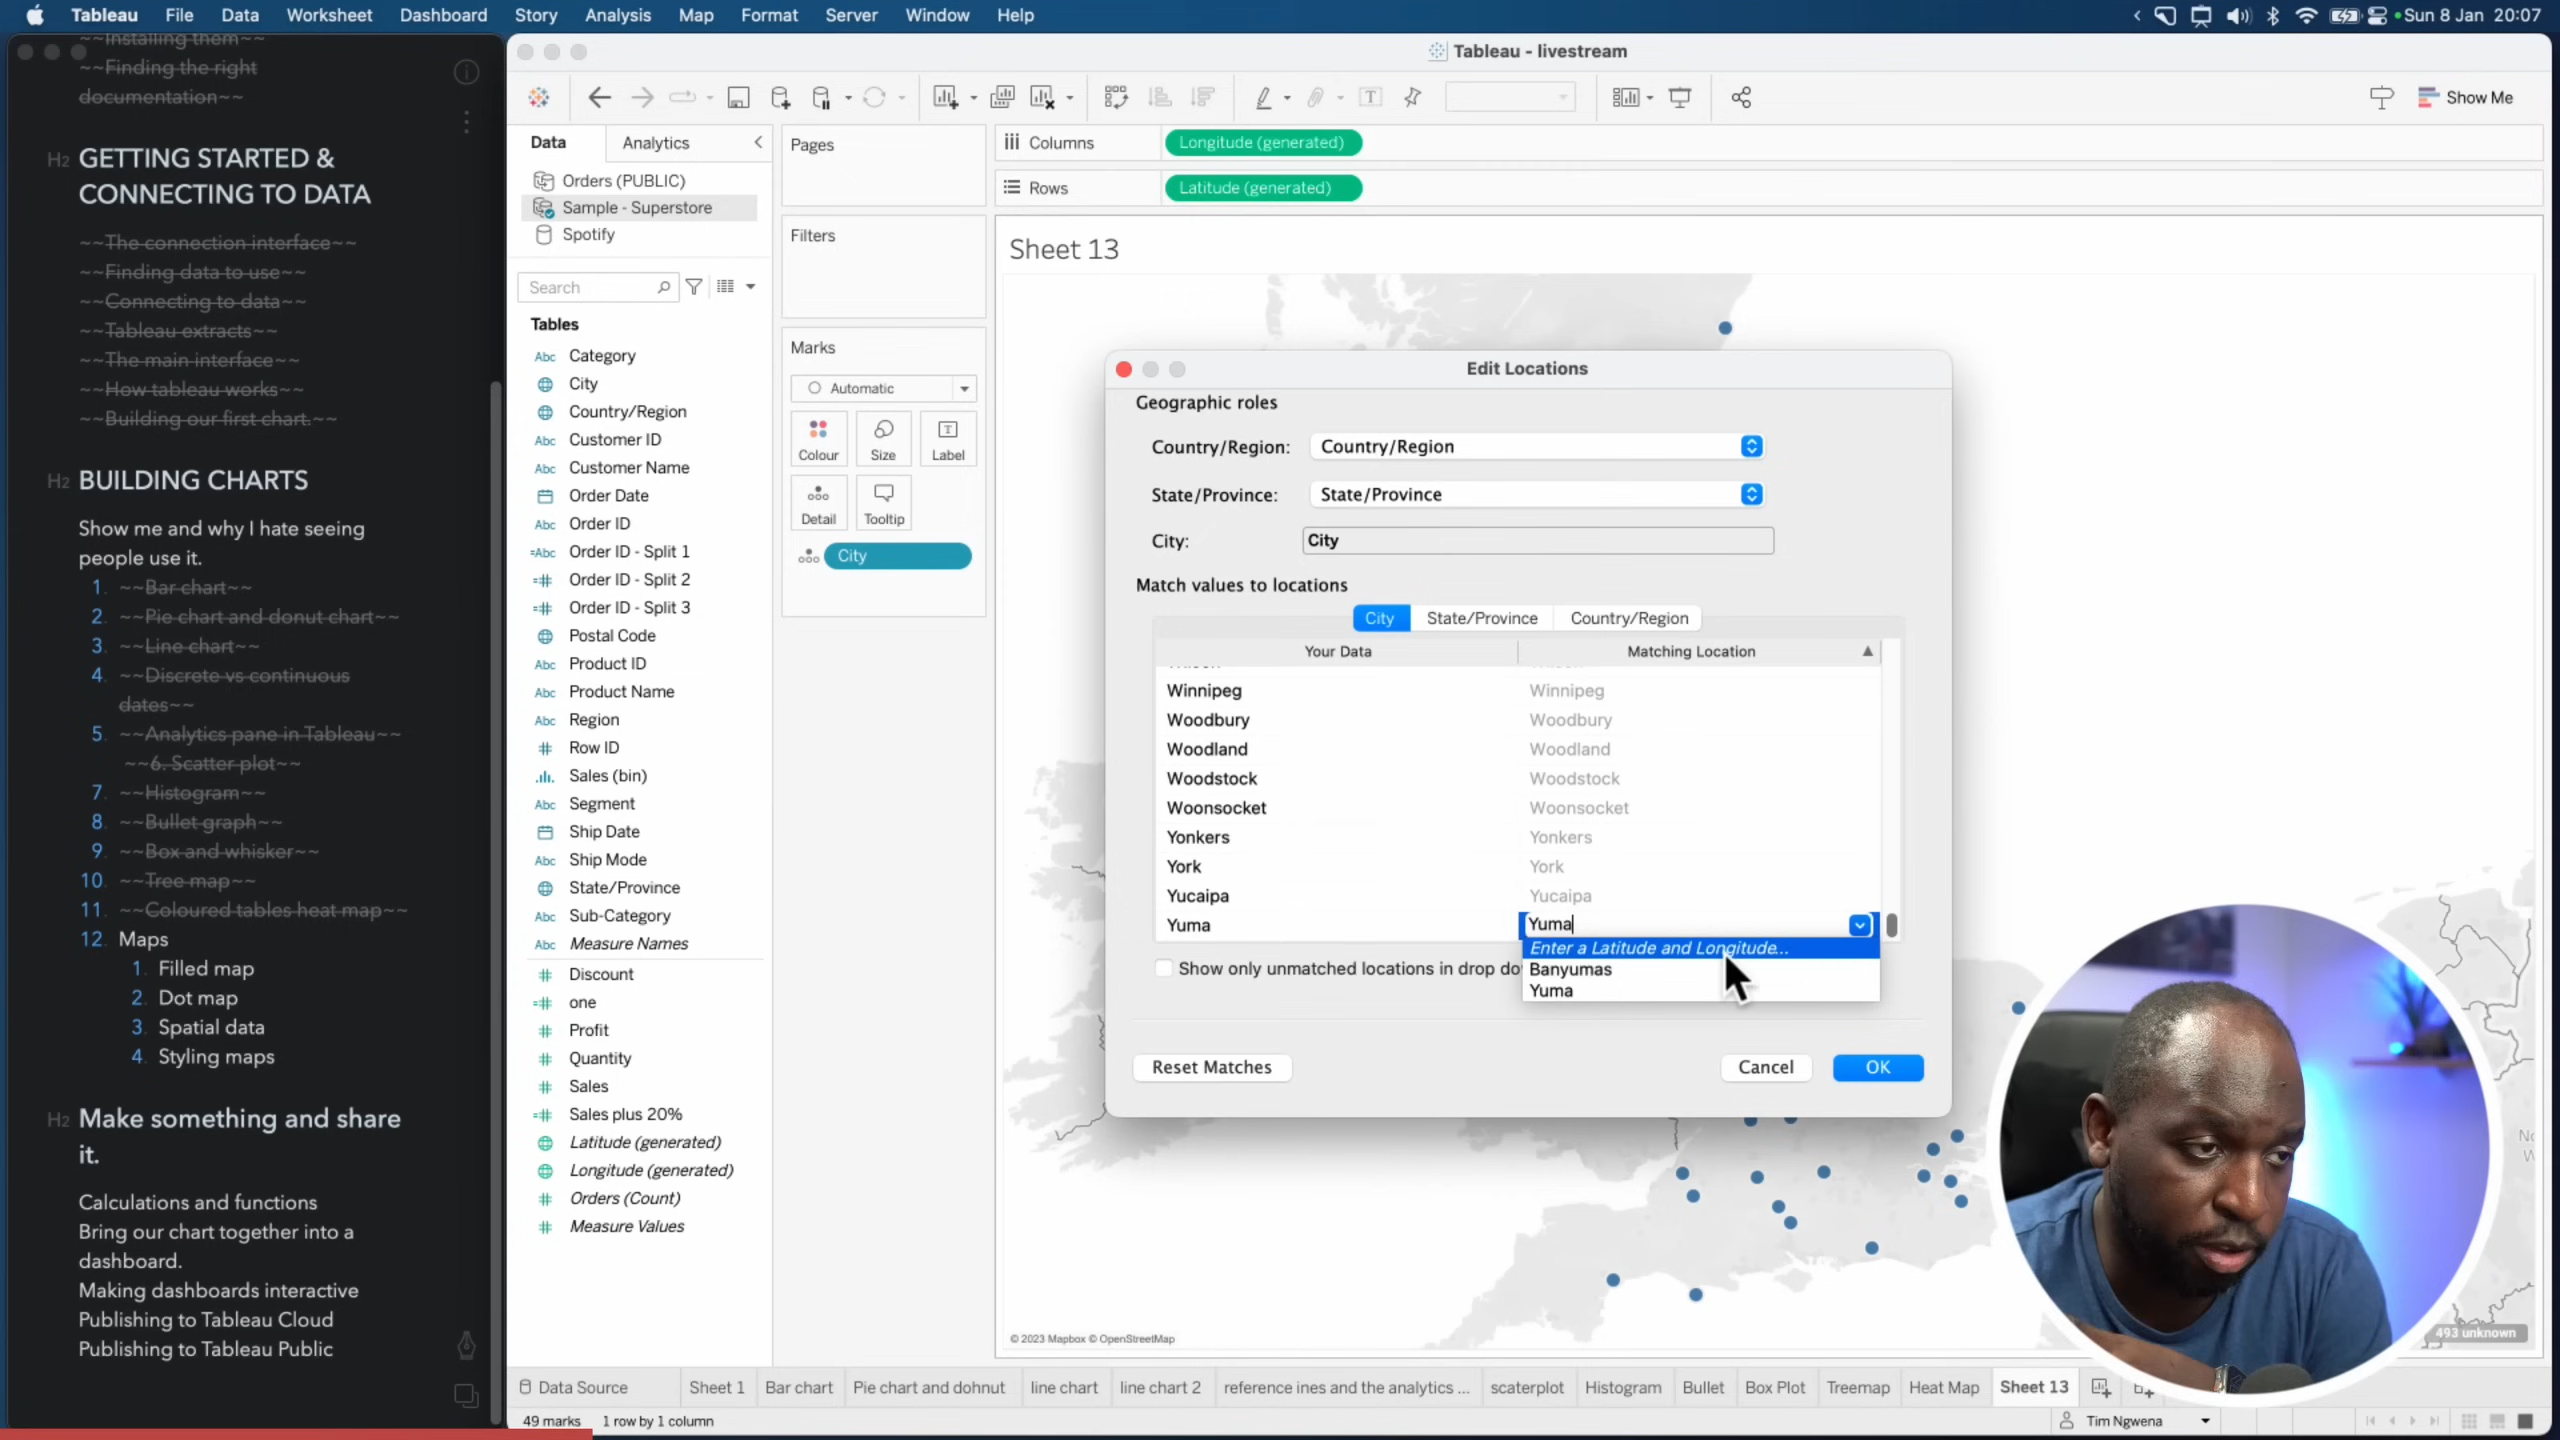 Tableau File Data Worksheet Dashboard Story Analysis Map Format Server Window Help
Sun 8 Jan 20:07
~~Installing them~~
~~Finding the right
documentation~~
H2 GETTING STARTED &
CONNECTING TO DATA
~~The connection interface~~
~~Finding data to use~~
~~Connecting to data~~
~~Tableau extracts~~
~~The main interface~~
~~How tableau works~~
~~Building our first chart.~~
H2 BUILDING CHARTS
Show me and why I hate seeing
people use it.
1. ~~Bar chart~~
2. ~~Pie chart and donut chart~~
3. ~~Line chart~~
4. ~~Discrete vs continuous
dates~~
5. ~~Analytics pane in Tableau~~
~~6. Scatter plot~~
7. ~~Histogram~~
8. ~~Bullet graph~~
9. ~~Box and whisker~~
10. ~~Tree map~~
11. ~~Coloured tables heat map~~
12. Maps
1. Filled map
2. Dot map
3. Spatial data
4. Styling maps
H2 Make something and share
it.
Calculations and functions
Bring our chart together into a
dashboard.
Making dashboards interactive
Publishing to Tableau Cloud
Publishing to Tableau Public
Tableau - livestream
Show Me
Data Analytics
Orders (PUBLIC)
Sample - Superstore
Spotify
Search
Tables
Abc Category
City
Country/Region
Abc Customer ID
Abc Customer Name
Order Date
Abc Order ID
=Abc Order ID - Split 1
=# Order ID - Split 2
=# Order ID - Split 3
Postal Code
Abc Product ID
Abc Product Name
Abc Region
# Row ID
Sales (bin)
Abc Segment
Ship Date
Abc Ship Mode
State/Province
Abc Sub-Category
Abc Measure Names
# Discount
=# one
# Profit
# Quantity
# Sales
=# Sales plus 20%
Latitude (generated)
Longitude (generated)
# Orders (Count)
# Measure Values
Pages
Filters
Marks
Automatic
Colour Size Label
Detail Tooltip
City
Columns Longitude (generated)
Rows Latitude (generated)
Sheet 13
Edit Locations
Geographic roles
Country/Region: Country/Region
State/Province: State/Province
City: City
Match values to locations
City State/Province Country/Region
Your Data Matching Location
Winnipeg Winnipeg
Woodbury Woodbury
Woodland Woodland
Woodstock Woodstock
Woonsocket Woonsocket
Yonkers Yonkers
York York
Yucaipa Yucaipa
Yuma Yuma
Enter a Latitude and Longitude...
Banyumas
Yuma
Show only unmatched locations in drop do
Reset Matches Cancel OK
© 2023 Mapbox © OpenStreetMap
493 unknown
Data Source Sheet 1 Bar chart Pie chart and dohnut line chart line chart 2 reference ines and the analytics ... scaterplot Histogram Bullet Box Plot Treemap Heat Map Sheet 13
49 marks 1 row by 1 column
Tim Ngwena